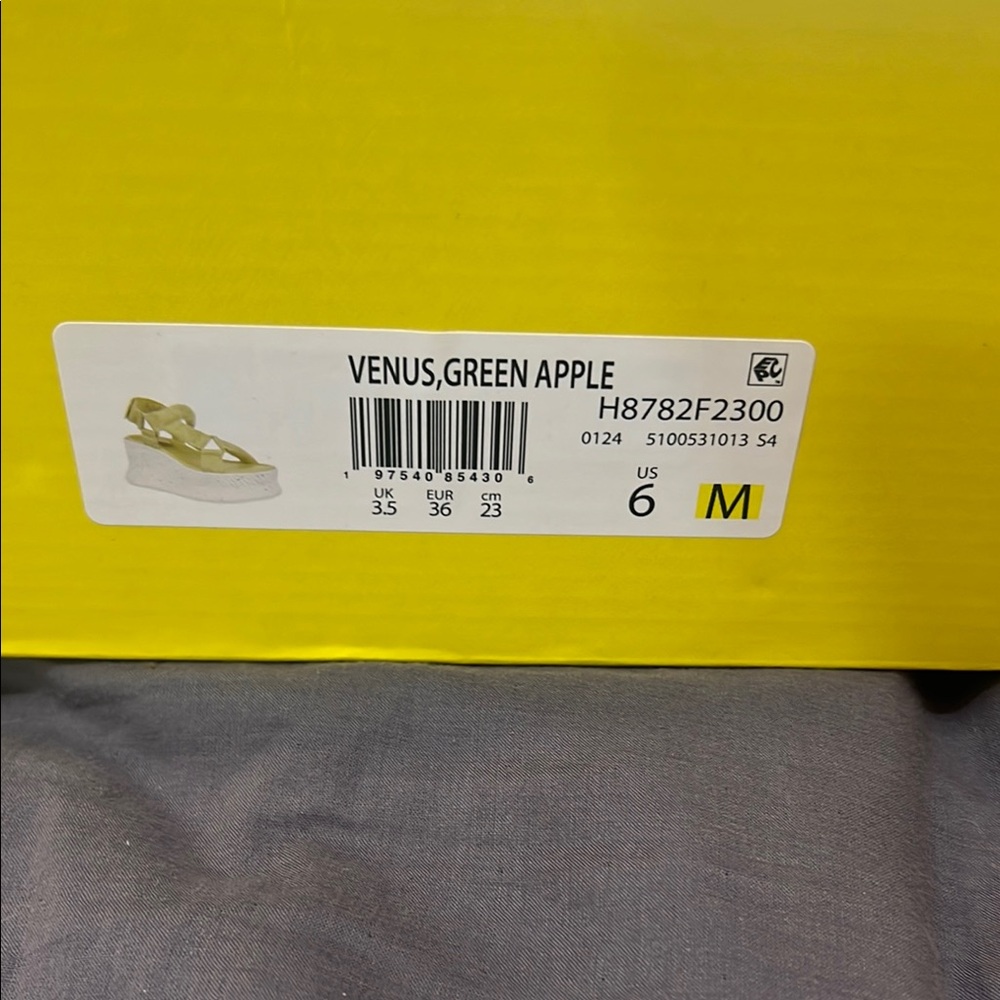 VENUS,GREEN APPLE
H8782F2300
0124 5100531013 S4
1 97540 85430 6
UK EUR cm
3.5 36 23
US
6 M